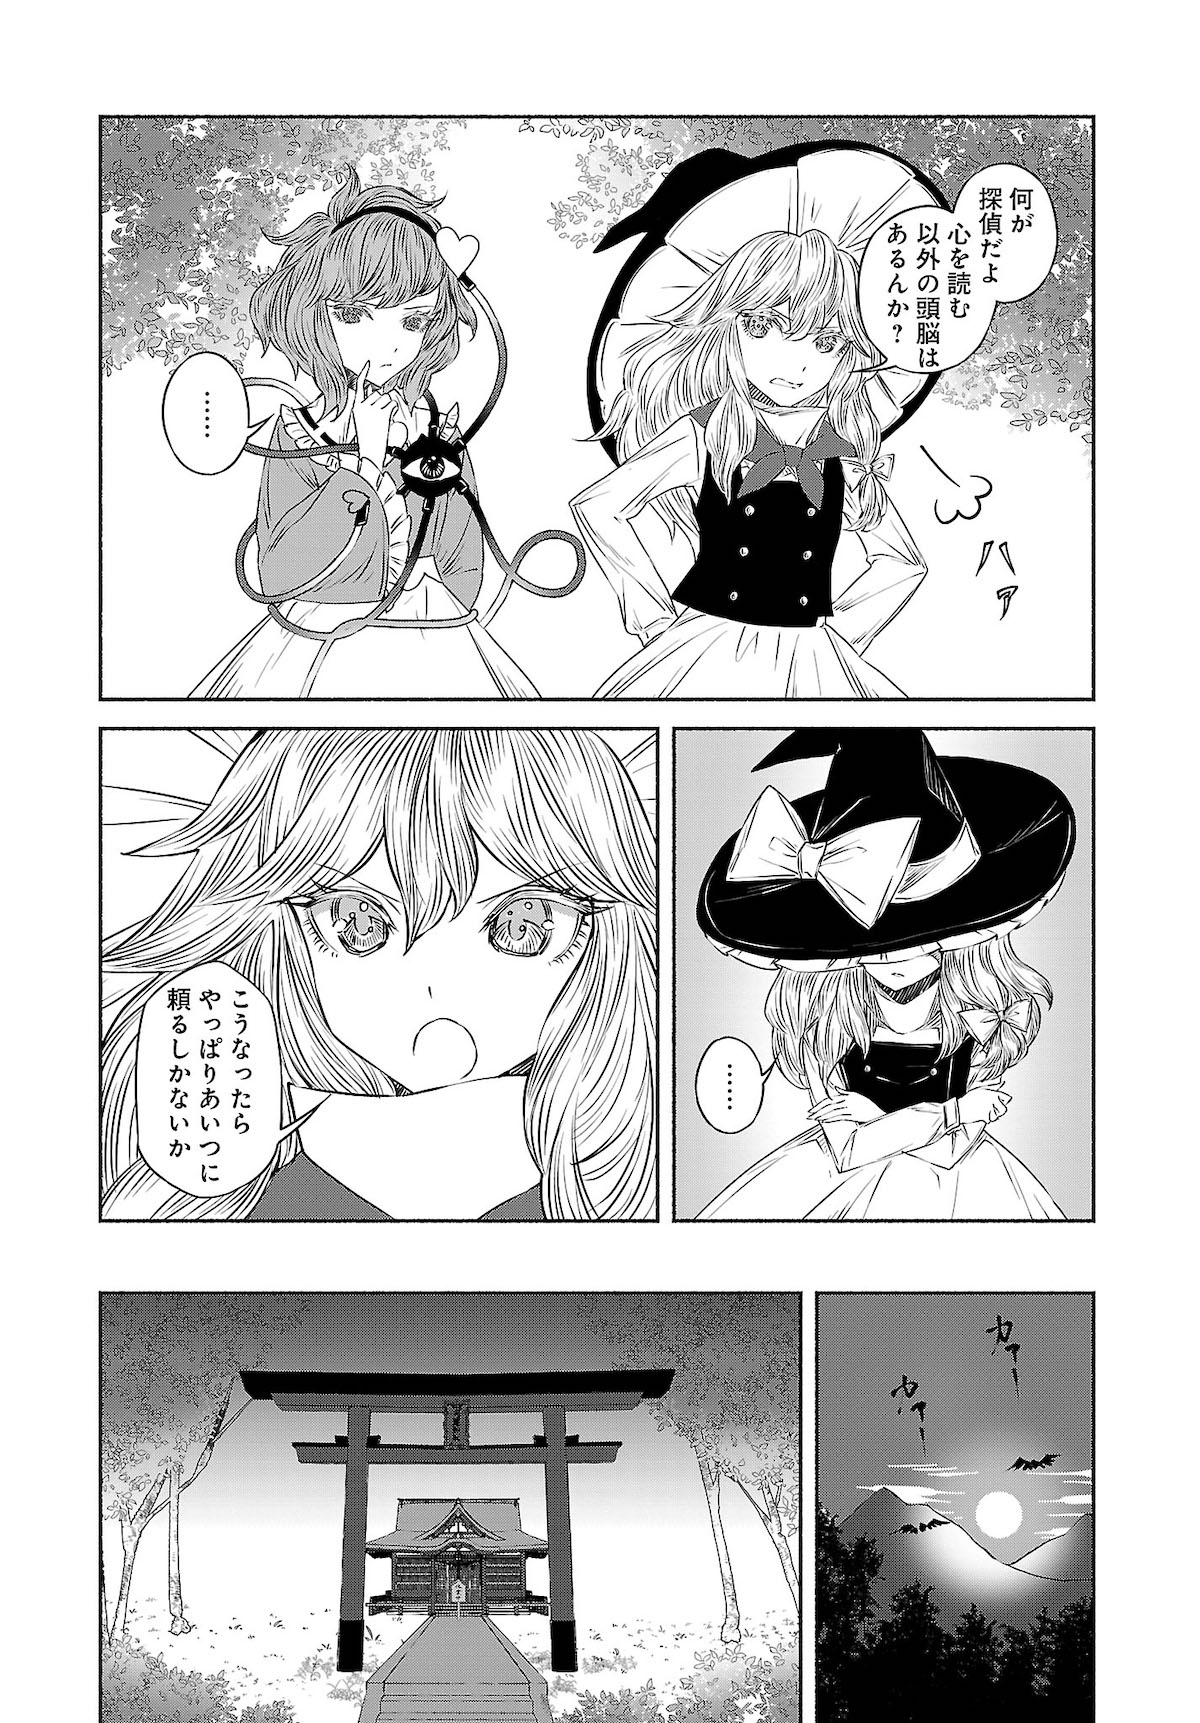 何が
探偵だよ
心を読む
以外の頭脳は
あるんか?
ハァ
……
……
こうなったら
やっぱりあいつに
頼るしかないか
カァー
カァー